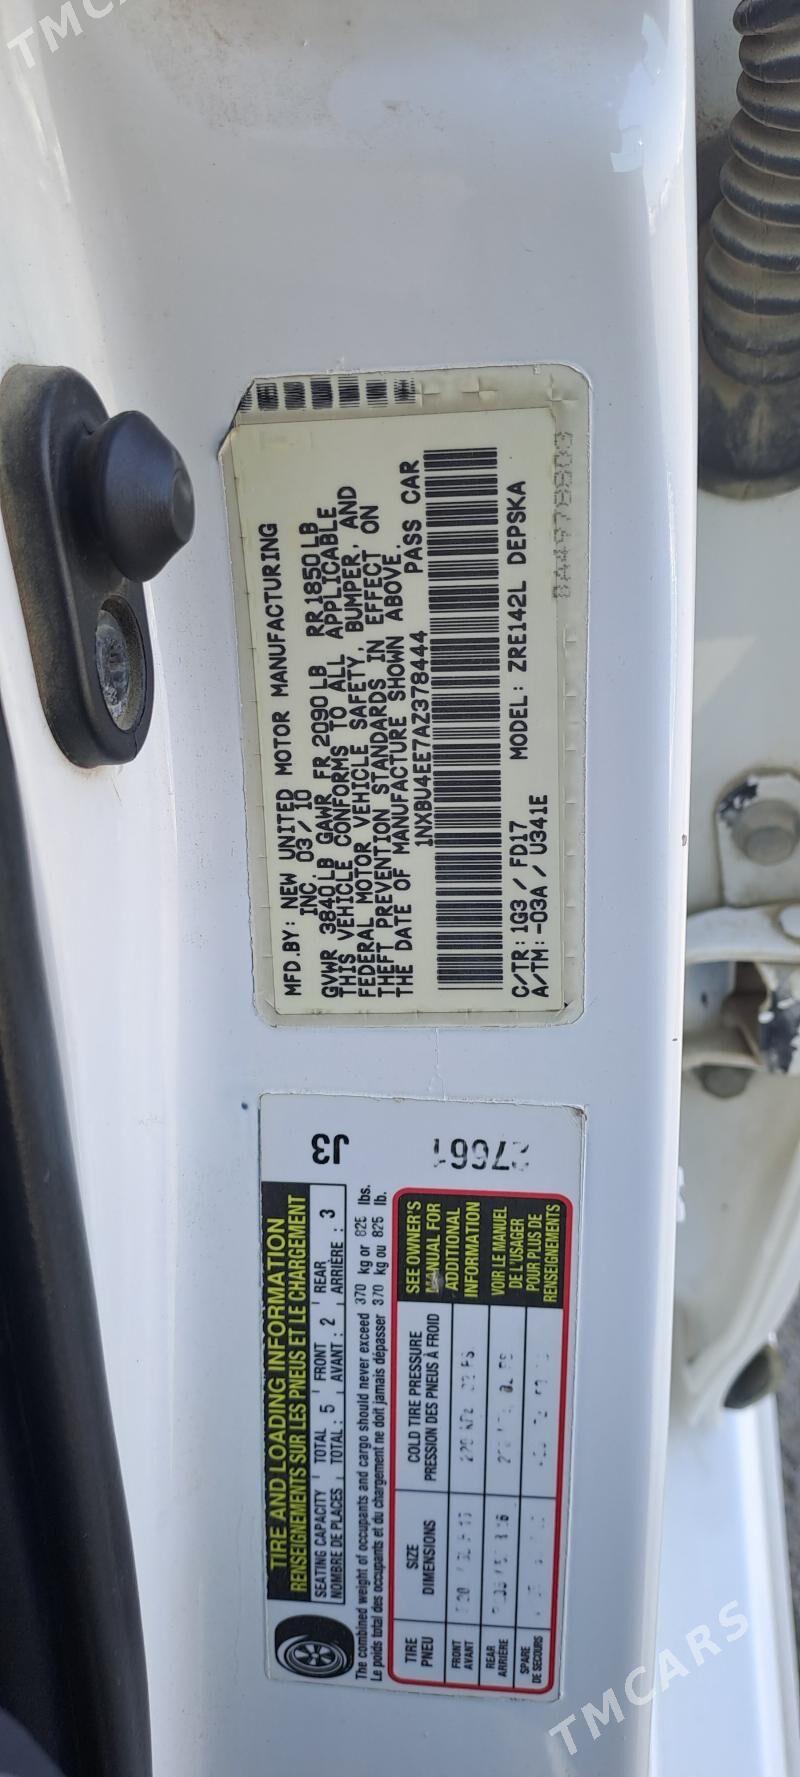 TMCARS
MFD.BY: NEW UNITED MOTOR MANUFACTURING
INC. 03/10
GVWR 3840LB GAWR FR 2090LB RR 1850LB
THIS VEHICLE CONFORMS TO ALL APPLICABLE
FEDERAL MOTOR VEHICLE SAFETY, BUMPER, AND
THEFT PREVENTION STANDARDS IN EFFECT ON
THE DATE OF MANUFACTURE SHOWN ABOVE.
1NXBU4EE7AZ378444 PASS CAR
C/TR: 1G3 / FD17 MODEL: ZRE142L DEPSKA
A/TM: -03A / U341E
J3
TIRE AND LOADING INFORMATION
RENSEIGNEMENTS SUR LES PNEUS ET LE CHARGEMENT
SEATING CAPACITY TOTAL 5 FRONT 2 REAR 3
NOMBRE DE PLACES TOTAL: AVANT: ARRIÈRE:
The combined weight of occupants and cargo should never exceed 370 kg or 825 lbs.
Le poids total des occupants et du chargement ne doit jamais dépasser 370 kg ou 825 lb.
TIRE SIZE COLD TIRE PRESSURE
PNEU DIMENSIONS PRESSION DES PNEUS À FROID
FRONT
AVANT
REAR
ARRIÈRE
SPARE
DE SECOURS
SEE OWNER'S
MANUAL FOR
ADDITIONAL
INFORMATION
VOIR LE MANUEL
DE L'USAGER
POUR PLUS DE
RENSEIGNEMENTS
TMCARS